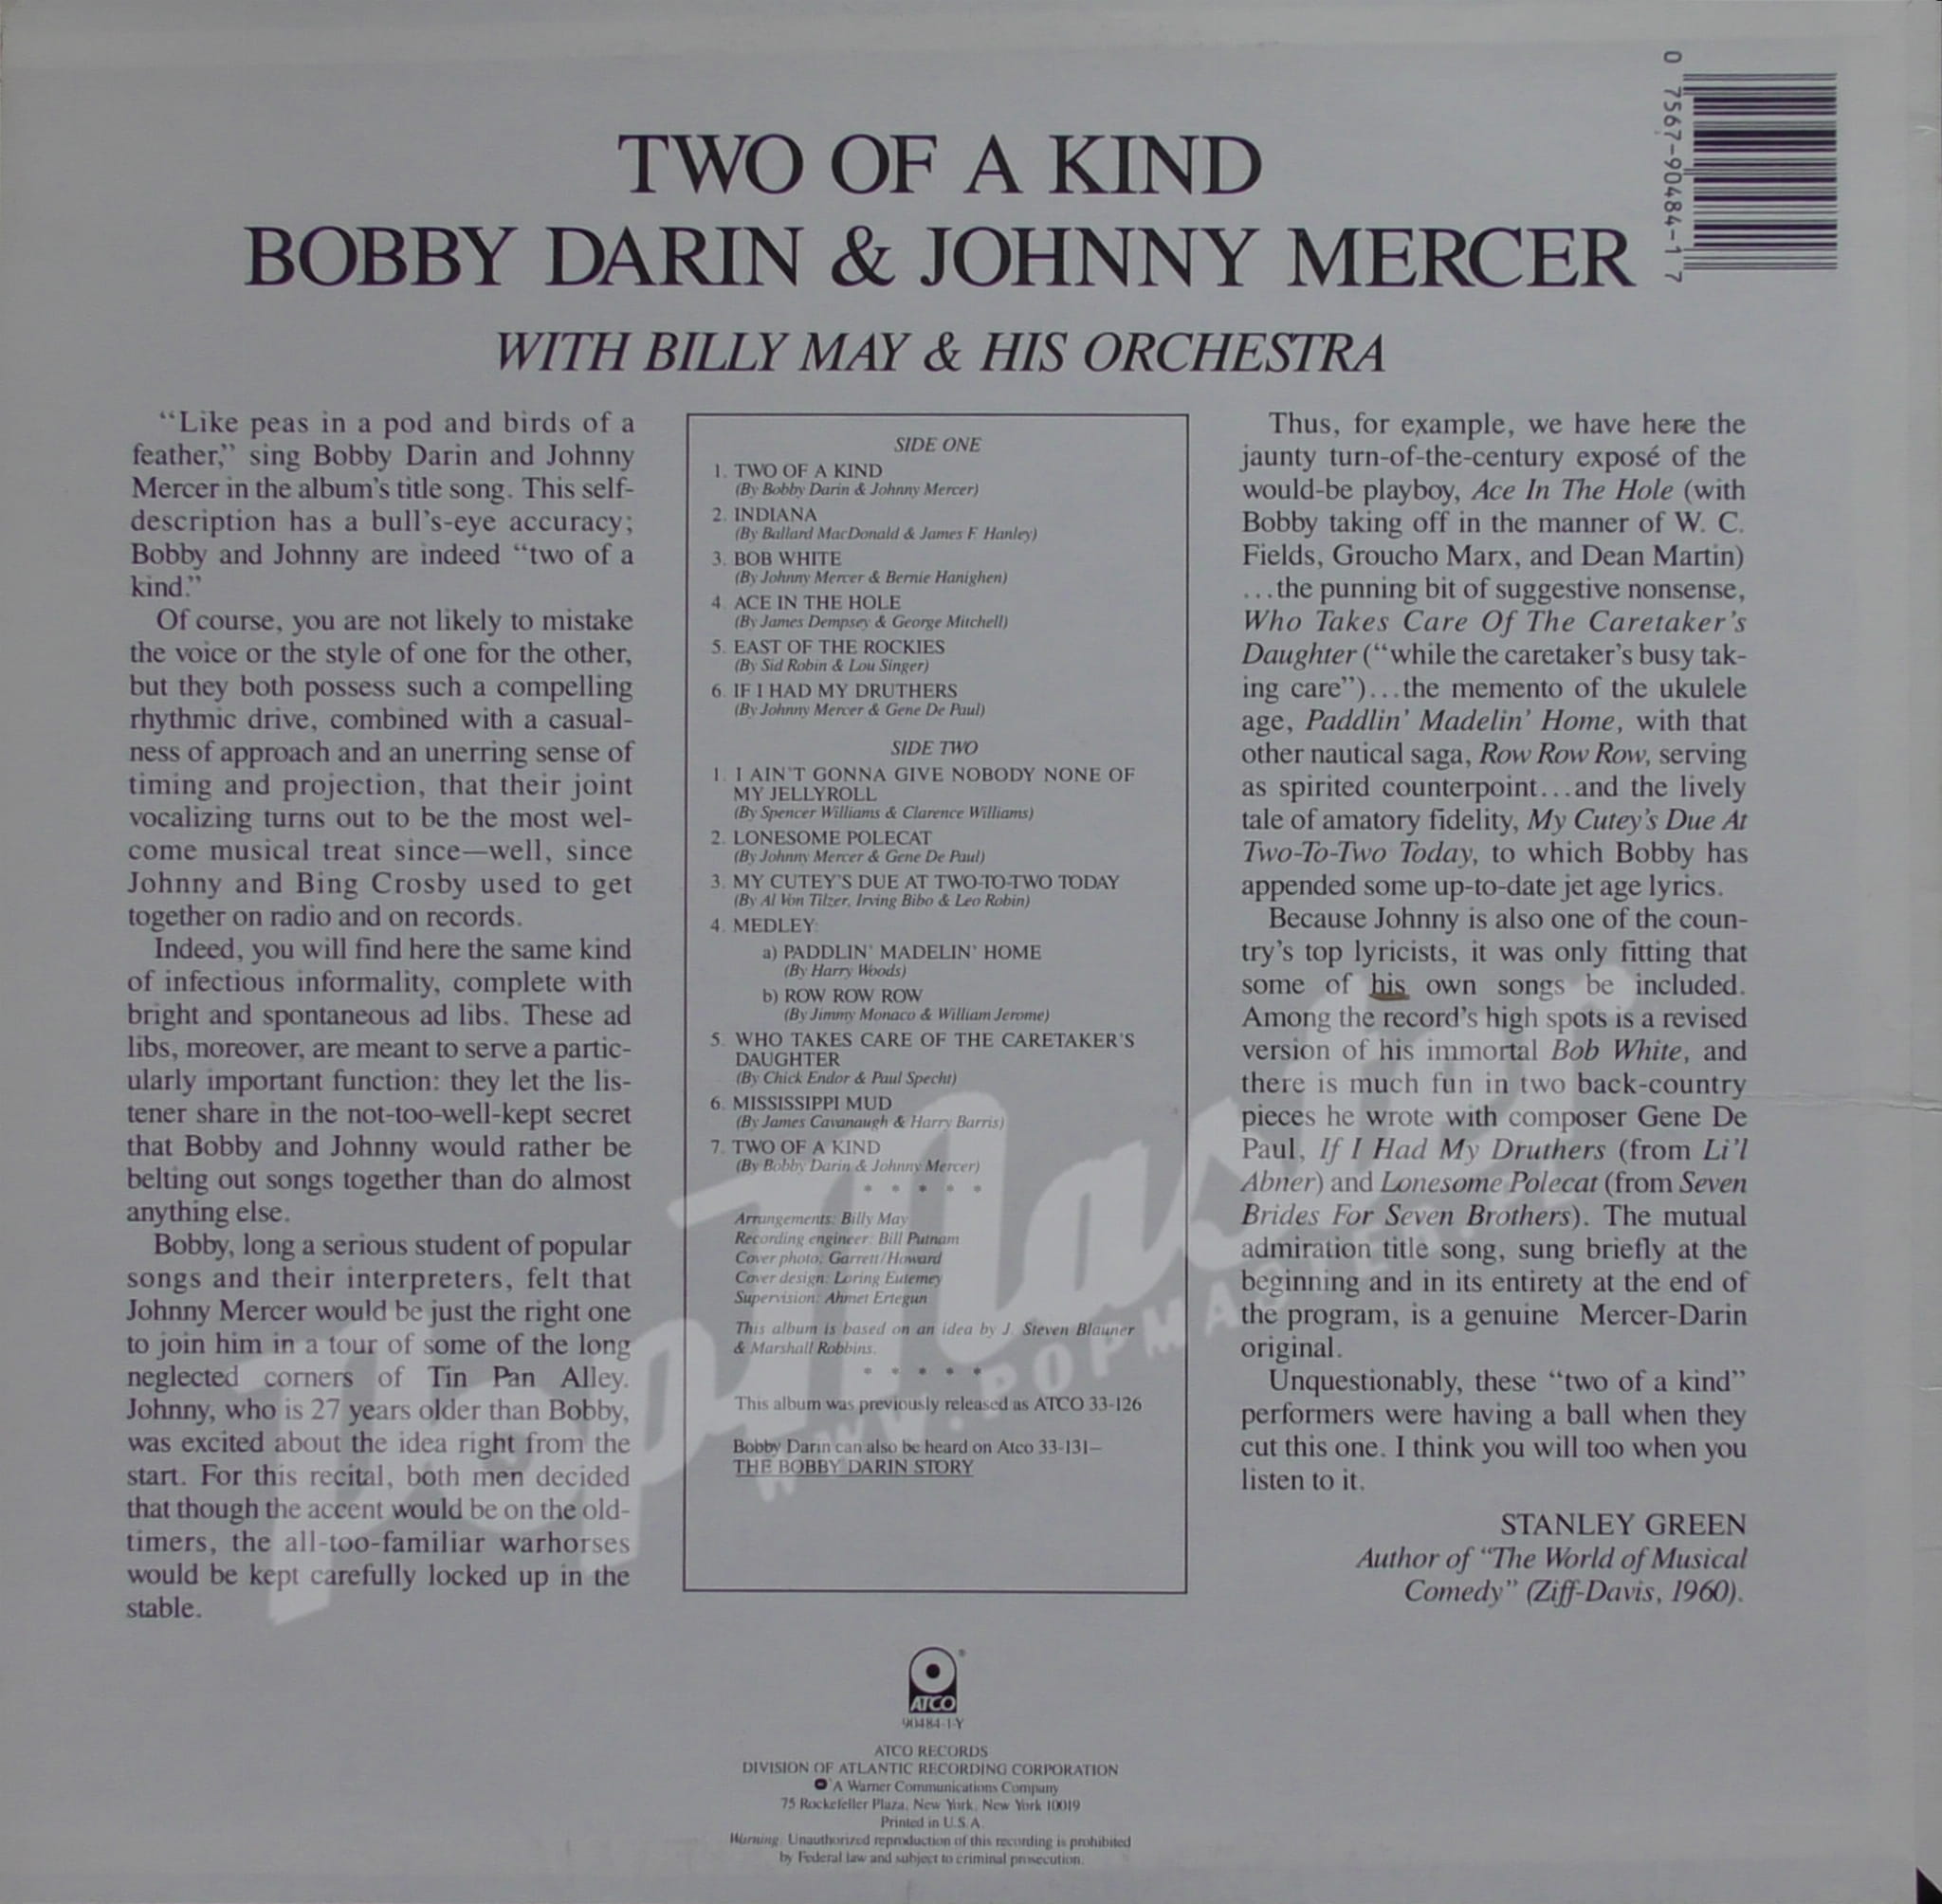 0 7567-90484-1 7
TWO OF A KIND
BOBBY DARIN & JOHNNY MERCER
WITH BILLY MAY & HIS ORCHESTRA
“Like peas in a pod and birds of a
feather,” sing Bobby Darin and Johnny
Mercer in the album's title song. This self-
description has a bull's-eye accuracy;
Bobby and Johnny are indeed “two of a
kind.”
Of course, you are not likely to mistake
the voice or the style of one for the other,
but they both possess such a compelling
rhythmic drive, combined with a casual-
ness of approach and an unerring sense of
timing and projection, that their joint
vocalizing turns out to be the most wel-
come musical treat since—well, since
Johnny and Bing Crosby used to get
together on radio and on records.
Indeed, you will find here the same kind
of infectious informality, complete with
bright and spontaneous ad libs. These ad
libs, moreover, are meant to serve a partic-
ularly important function: they let the lis-
tener share in the not-too-well-kept secret
that Bobby and Johnny would rather be
belting out songs together than do almost
anything else.
Bobby, long a serious student of popular
songs and their interpreters, felt that
Johnny Mercer would be just the right one
to join him in a tour of some of the long
neglected corners of Tin Pan Alley.
Johnny, who is 27 years older than Bobby,
was excited about the idea right from the
start. For this recital, both men decided
that though the accent would be on the old-
timers, the all-too-familiar warhorses
would be kept carefully locked up in the
stable.
SIDE ONE
1. TWO OF A KIND
(By Bobby Darin & Johnny Mercer)
2. INDIANA
(By Ballard MacDonald & James F. Hanley)
3. BOB WHITE
(By Johnny Mercer & Bernie Hanighen)
4. ACE IN THE HOLE
(By James Dempsey & George Mitchell)
5. EAST OF THE ROCKIES
(By Sid Robin & Lou Singer)
6. IF I HAD MY DRUTHERS
(By Johnny Mercer & Gene De Paul)
SIDE TWO
1. I AIN'T GONNA GIVE NOBODY NONE OF
MY JELLYROLL
(By Spencer Williams & Clarence Williams)
2. LONESOME POLECAT
(By Johnny Mercer & Gene De Paul)
3. MY CUTEY'S DUE AT TWO-TO-TWO TODAY
(By Al Von Tilzer, Irving Bibo & Leo Robin)
4. MEDLEY:
a) PADDLIN' MADELIN' HOME
(By Harry Woods)
b) ROW ROW ROW
(By Jimmy Monaco & William Jerome)
5. WHO TAKES CARE OF THE CARETAKER'S
DAUGHTER
(By Chick Endor & Paul Specht)
6. MISSISSIPPI MUD
(By James Cavanaugh & Harry Barris)
7. TWO OF A KIND
(By Bobby Darin & Johnny Mercer)
* * * * *
Arrangements: Billy May
Recording engineer: Bill Putnam
Cover photo: Garrett/Howard
Cover design: Loring Eutemey
Supervision: Ahmet Ertegun
This album is based on an idea by J. Steven Blauner
& Marshall Robbins.
* * * * *
This album was previously released as ATCO 33-126
Bobby Darin can also be heard on Atco 33-131—
THE BOBBY DARIN STORY
Thus, for example, we have here the
jaunty turn-of-the-century exposé of the
would-be playboy, Ace In The Hole (with
Bobby taking off in the manner of W. C.
Fields, Groucho Marx, and Dean Martin)
...the punning bit of suggestive nonsense,
Who Takes Care Of The Caretaker's
Daughter (“while the caretaker's busy tak-
ing care”)...the memento of the ukulele
age, Paddlin' Madelin' Home, with that
other nautical saga, Row Row Row, serving
as spirited counterpoint...and the lively
tale of amatory fidelity, My Cutey's Due At
Two-To-Two Today, to which Bobby has
appended some up-to-date jet age lyrics.
Because Johnny is also one of the coun-
try's top lyricists, it was only fitting that
some of his own songs be included.
Among the record's high spots is a revised
version of his immortal Bob White, and
there is much fun in two back-country
pieces he wrote with composer Gene De
Paul, If I Had My Druthers (from Li'l
Abner) and Lonesome Polecat (from Seven
Brides For Seven Brothers). The mutual
admiration title song, sung briefly at the
beginning and in its entirety at the end of
the program, is a genuine Mercer-Darin
original.
Unquestionably, these “two of a kind”
performers were having a ball when they
cut this one. I think you will too when you
listen to it.
STANLEY GREEN
Author of “The World of Musical
Comedy” (Ziff-Davis, 1960).
PopMaster
WWW.POPMASTER.PL
ATCO
90484-1-Y
ATCO RECORDS
DIVISION OF ATLANTIC RECORDING CORPORATION
A Warner Communications Company
75 Rockefeller Plaza, New York, New York 10019
Printed in U.S.A.
Warning: Unauthorized reproduction of this recording is prohibited
by Federal law and subject to criminal prosecution.